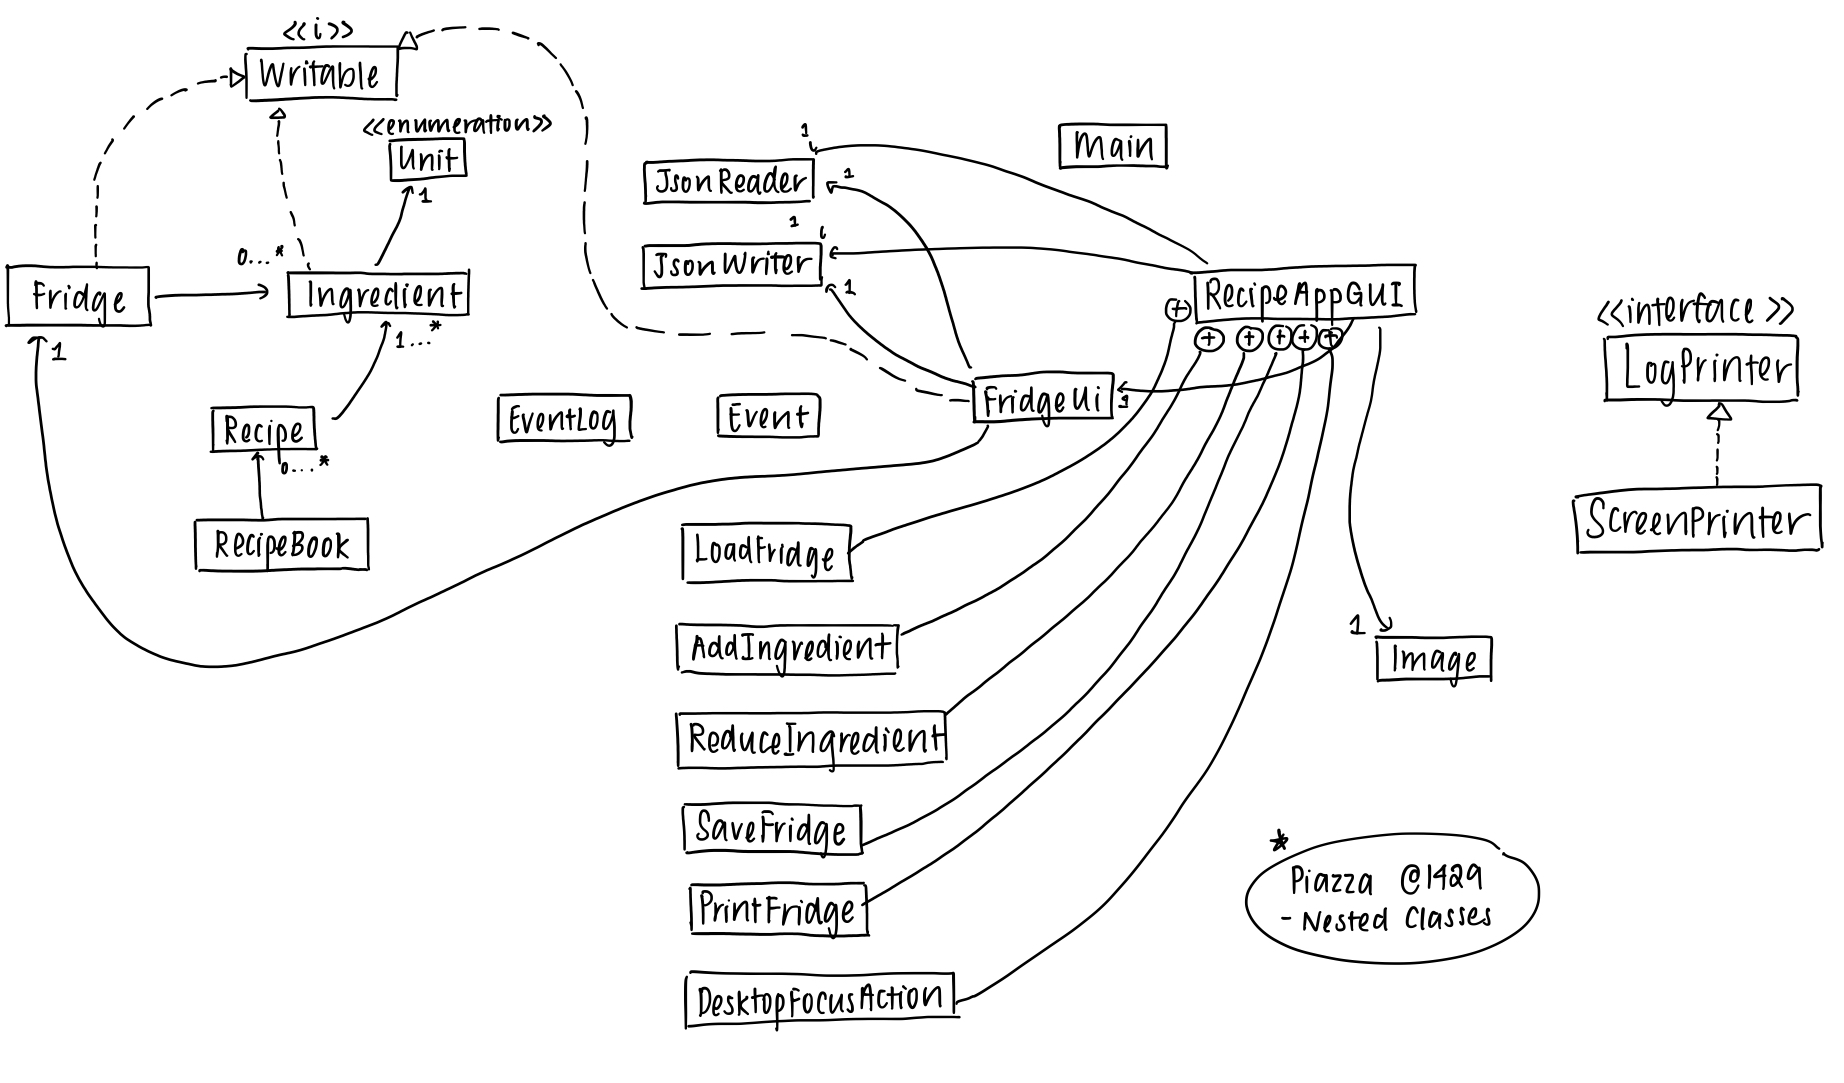 <<i>>
Writable
<<enumeration>>
Unit
1
0...*
Fridge
Ingredient
1
1...*
Recipe
0...*
RecipeBook
1
JsonReader
1
1
JsonWriter
1
Main
RecipeAppGUI
+
+ + + + +
FridgeUi
1
EventLog
Event
<<interface>>
LogPrinter
ScreenPrinter
LoadFridge
AddIngredient
ReduceIngredient
SaveFridge
PrintFridge
DesktopFocusAction
1
Image
*
Piazza @1429
- Nested Classes